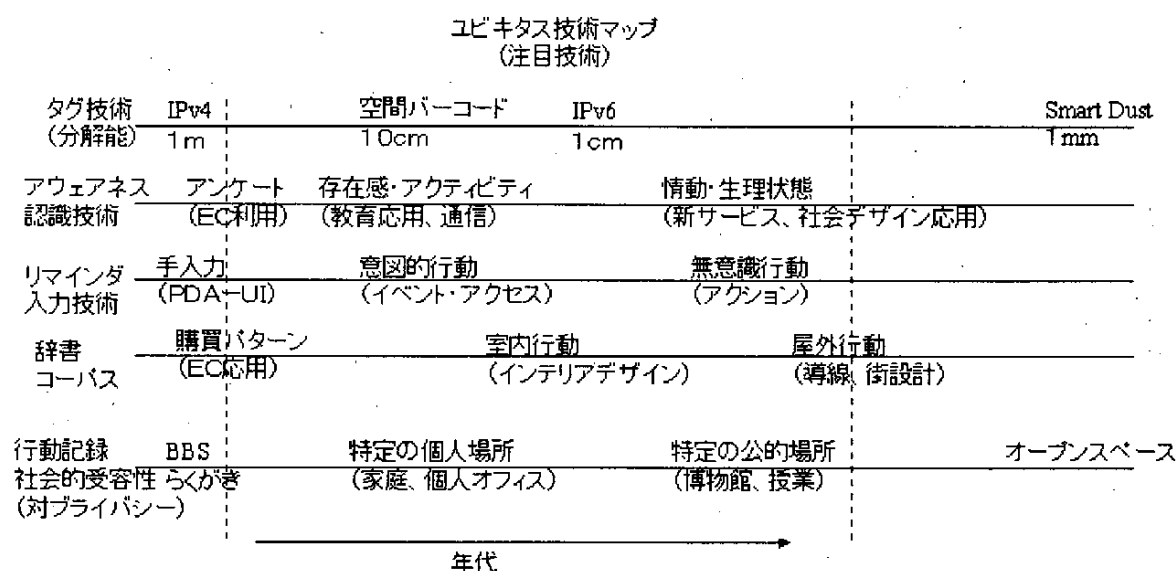 ユビキタス技術マップ
(注目技術)
タグ技術 IPv4 空間バーコード IPv6 Smart Dust
(分解能) 1m 10cm 1cm 1mm
アウェアネス アンケート 存在感・アクティビティ 情動・生理状態
認識技術 (EC利用) (教育応用、通信) (新サービス、社会デザイン応用)
リマインダ 手入力 意図的行動 無意識行動
入力技術 (PDA-UI) (イベント・アクセス) (アクション)
辞書 購買パターン 室内行動 屋外行動
コーパス (EC応用) (インテリアデザイン) (導線、街設計)
行動記録 BBS 特定の個人場所 特定の公的場所 オープンスペース
社会的受容性 らくがき (家庭、個人オフィス) (博物館、授業)
(対プライバシー)
年代